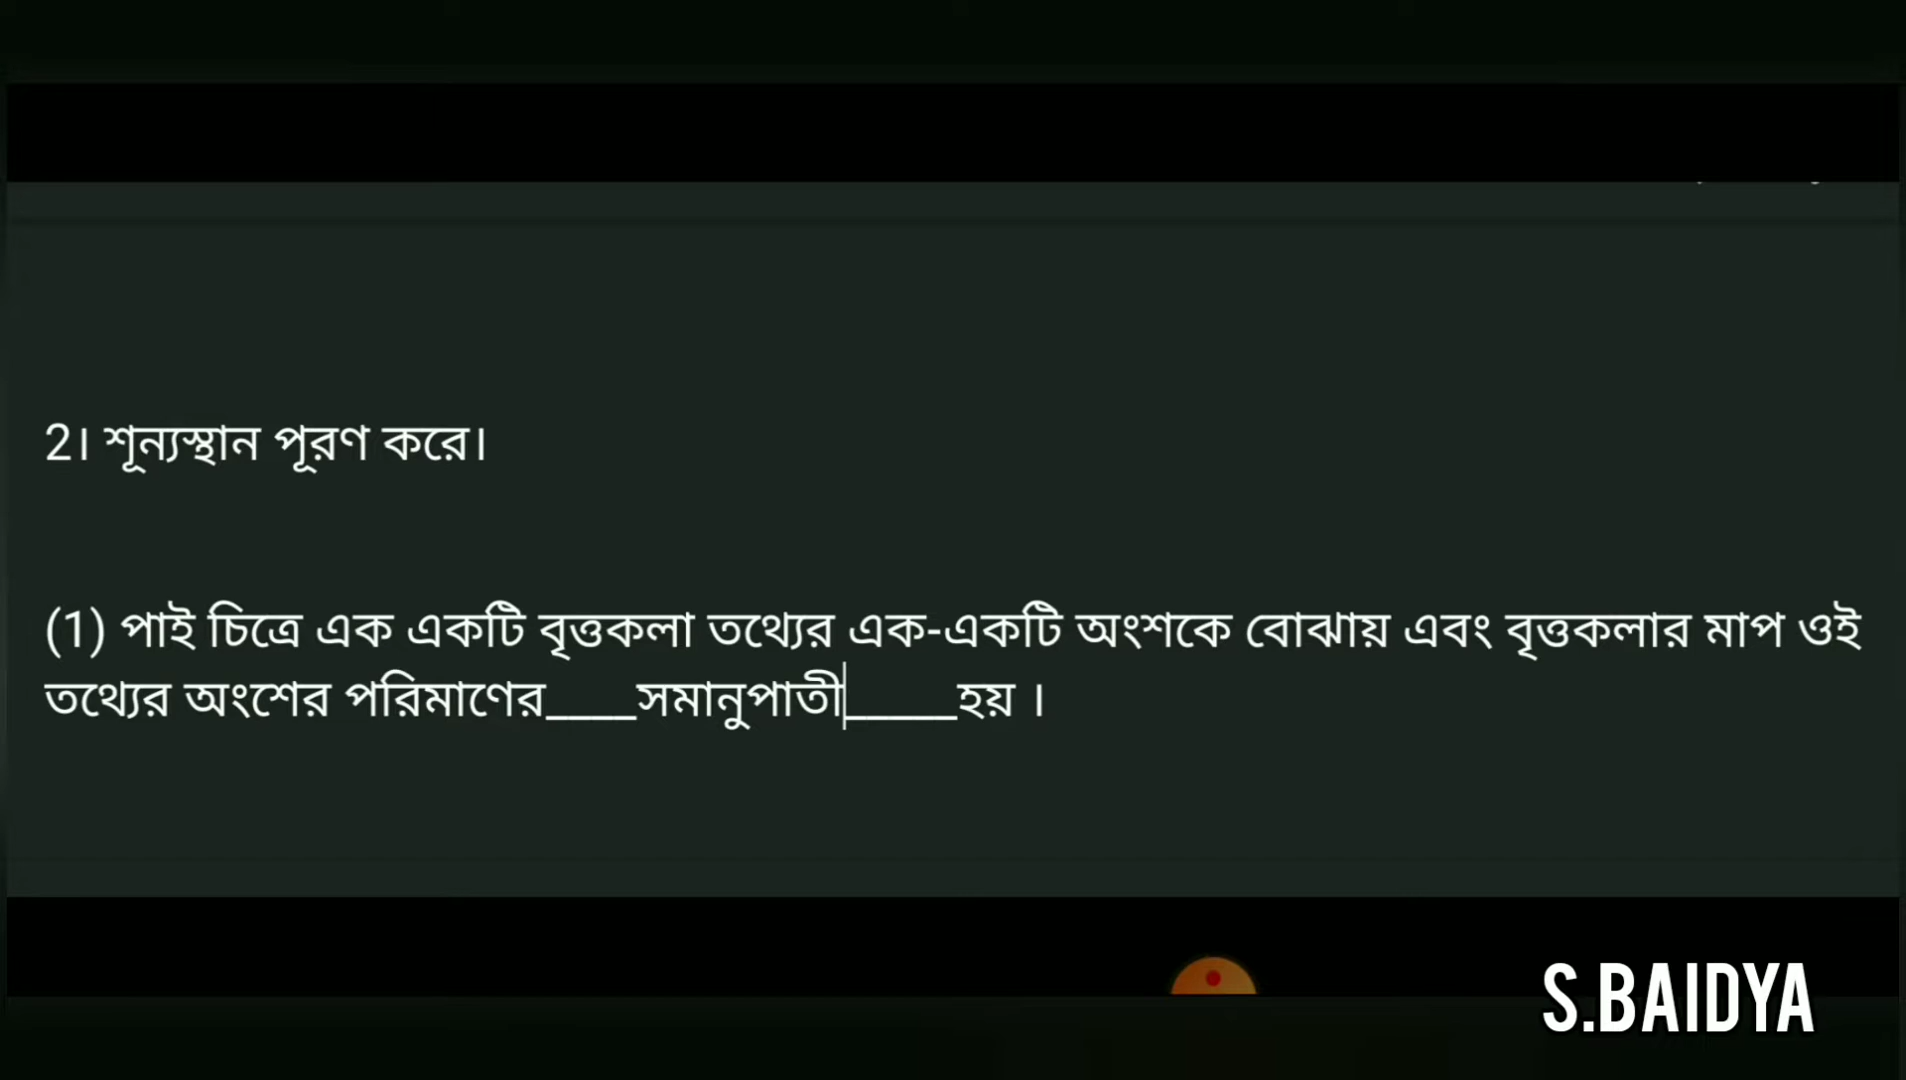 2। শূন্যস্থান পূরণ করে।
(1) পাই চিত্রে এক একটি বৃত্তকলা তথ্যের এক-একটি অংশকে বোঝায় এবং বৃত্তকলার মাপ ওই
তথ্যের অংশের পরিমাণের____সমানুপাতী_____হয় ।
S.BAIDYA